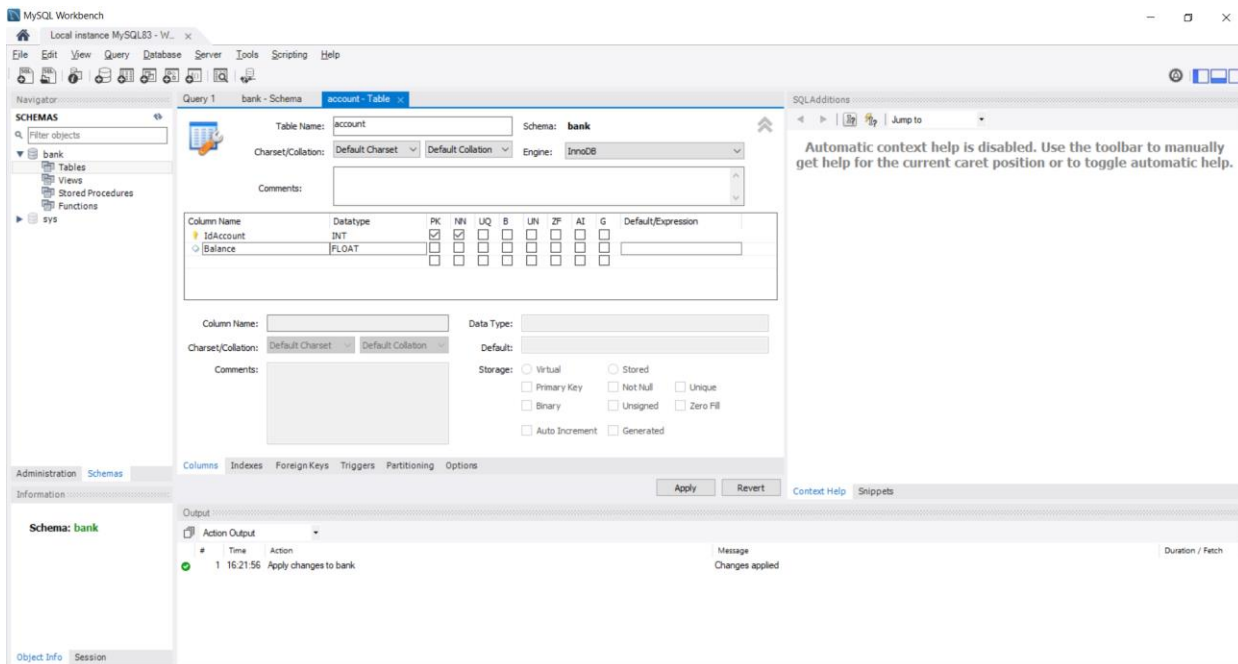 MySQL Workbench
Local instance MySQL83 - W... ×
File Edit View Query Database Server Tools Scripting Help
Navigator
SCHEMAS
Filter objects
bank
Tables
Views
Stored Procedures
Functions
sys
Administration Schemas
Information
Schema: bank
Object Info Session
Query 1 bank - Schema account - Table ×
Table Name: account Schema: bank
Charset/Collation: Default Charset Default Collation Engine: InnoDB
Comments:
Column Name Datatype PK NN UQ B UN ZF AI G Default/Expression
IdAccount INT
Balance FLOAT
Column Name: Data Type:
Charset/Collation: Default Charset Default Collation Default:
Comments: Storage: Virtual Stored
Primary Key Not Null Unique
Binary Unsigned Zero Fill
Auto Increment Generated
Columns Indexes Foreign Keys Triggers Partitioning Options
Apply Revert
SQLAdditions
Jump to
Automatic context help is disabled. Use the toolbar to manually
get help for the current caret position or to toggle automatic help.
Context Help Snippets
Output
Action Output
# Time Action Message Duration / Fetch
1 16:21:56 Apply changes to bank Changes applied